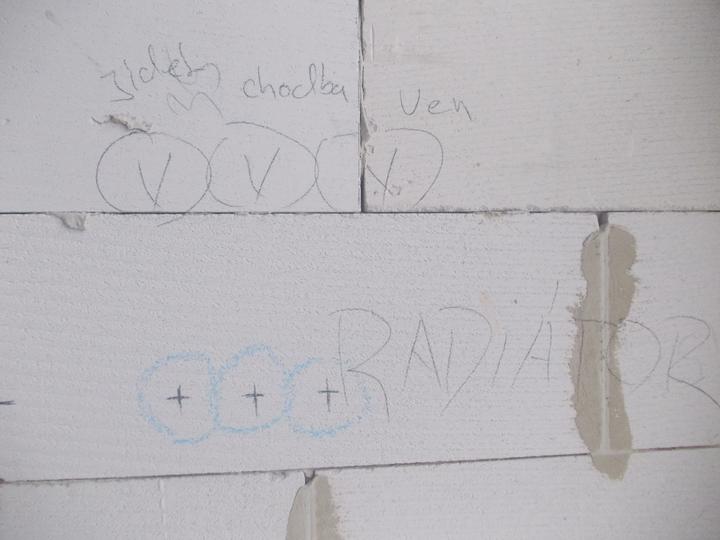 chodba Ven
V V V
RADIÁTOR
+ + +